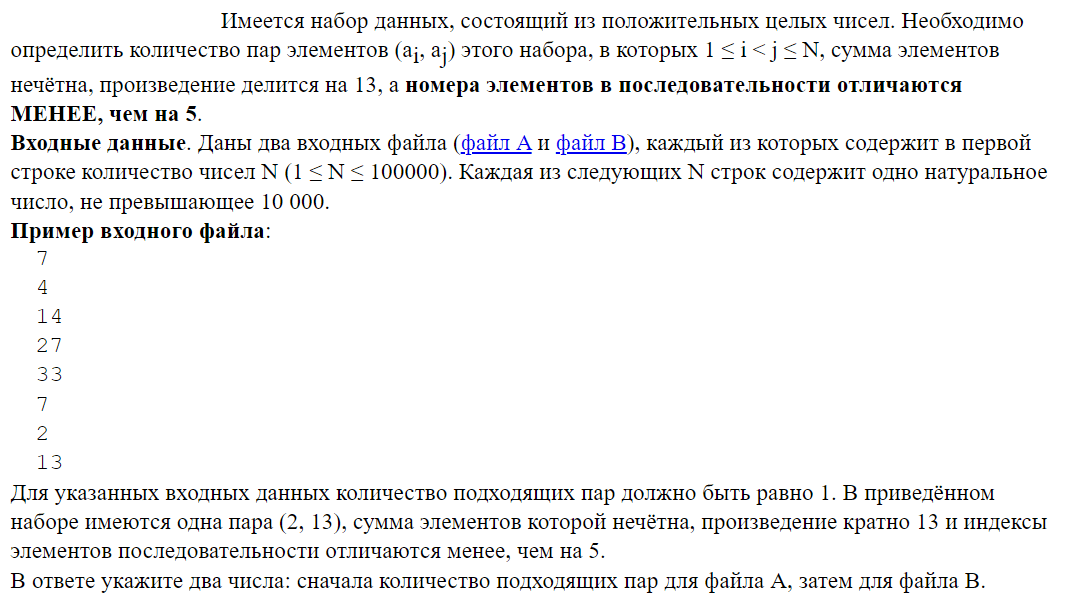 Имеется набор данных, состоящий из положительных целых чисел. Необходимо
определить количество пар элементов (ai, aj) этого набора, в которых 1 ≤ i < j ≤ N, сумма элементов
нечётна, произведение делится на 13, а номера элементов в последовательности отличаются
МЕНЕЕ, чем на 5.
Входные данные. Даны два входных файла (файл A и файл B), каждый из которых содержит в первой
строке количество чисел N (1 ≤ N ≤ 100000). Каждая из следующих N строк содержит одно натуральное
число, не превышающее 10 000.
Пример входного файла:
7
4
14
27
33
7
2
13
Для указанных входных данных количество подходящих пар должно быть равно 1. В приведённом
наборе имеются одна пара (2, 13), сумма элементов которой нечётна, произведение кратно 13 и индексы
элементов последовательности отличаются менее, чем на 5.
В ответе укажите два числа: сначала количество подходящих пар для файла A, затем для файла B.